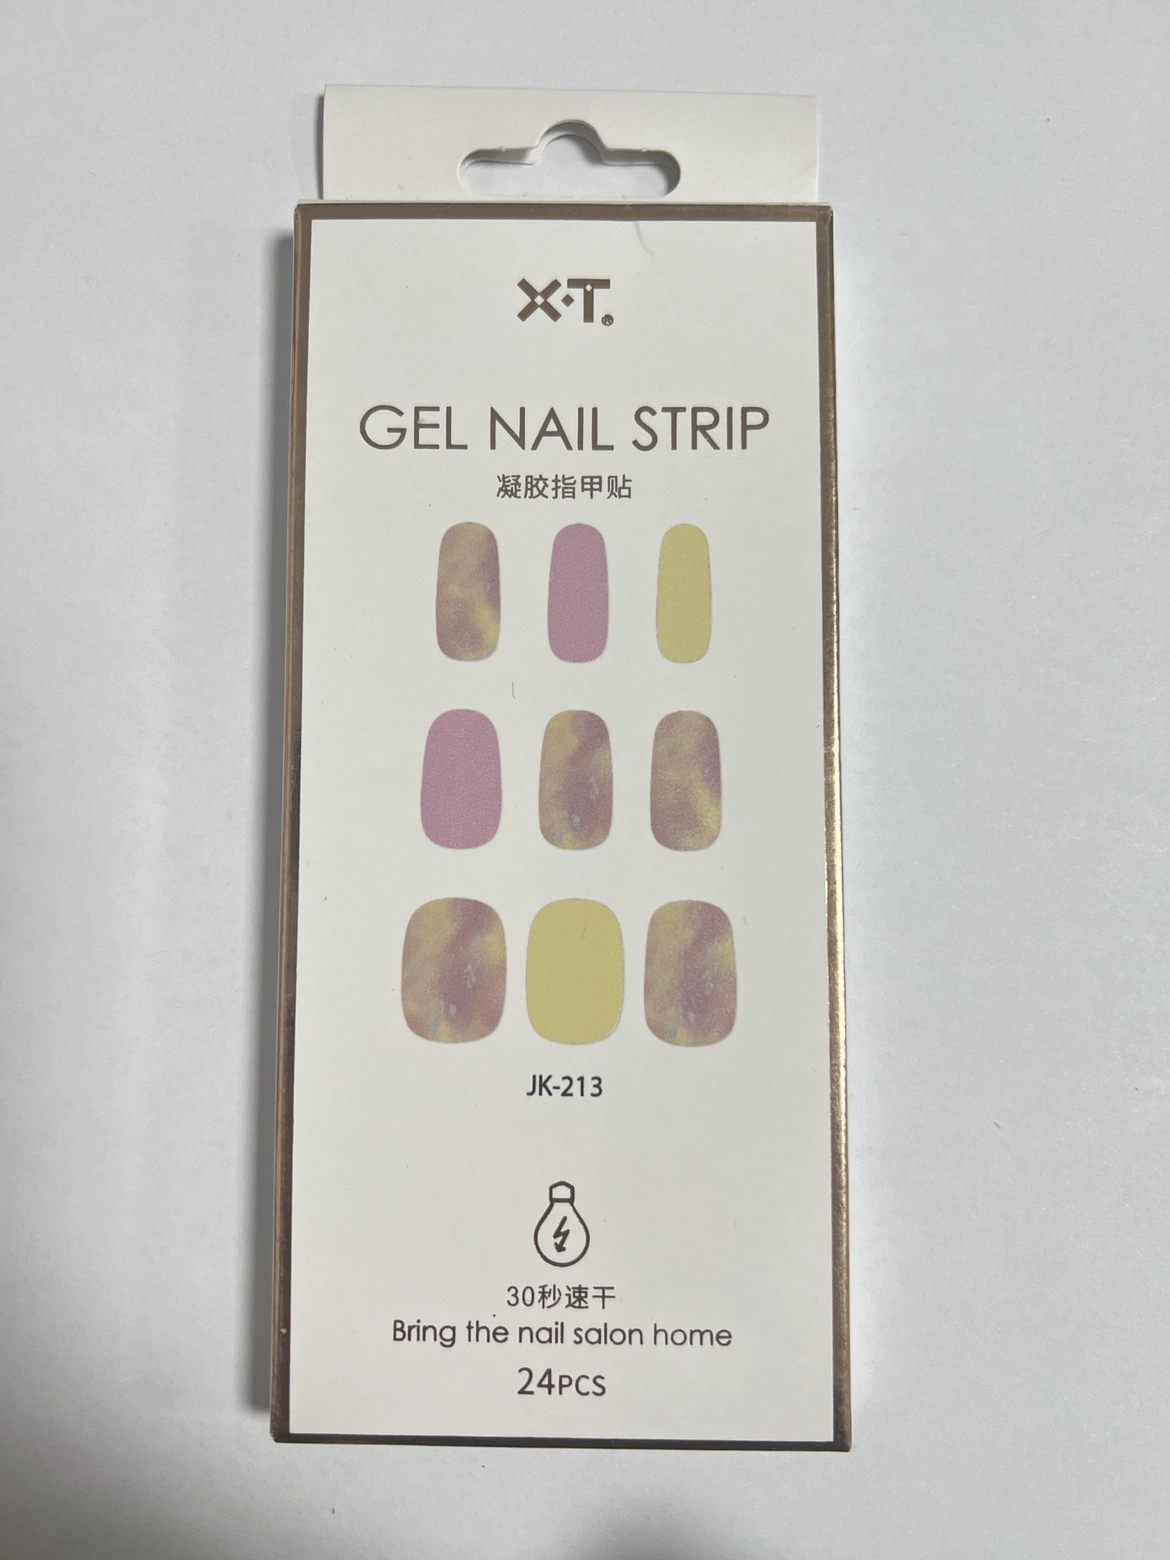 X·T®
GEL NAIL STRIP
凝胶指甲贴
JK-213
30秒速干
Bring the nail salon home
24PCS